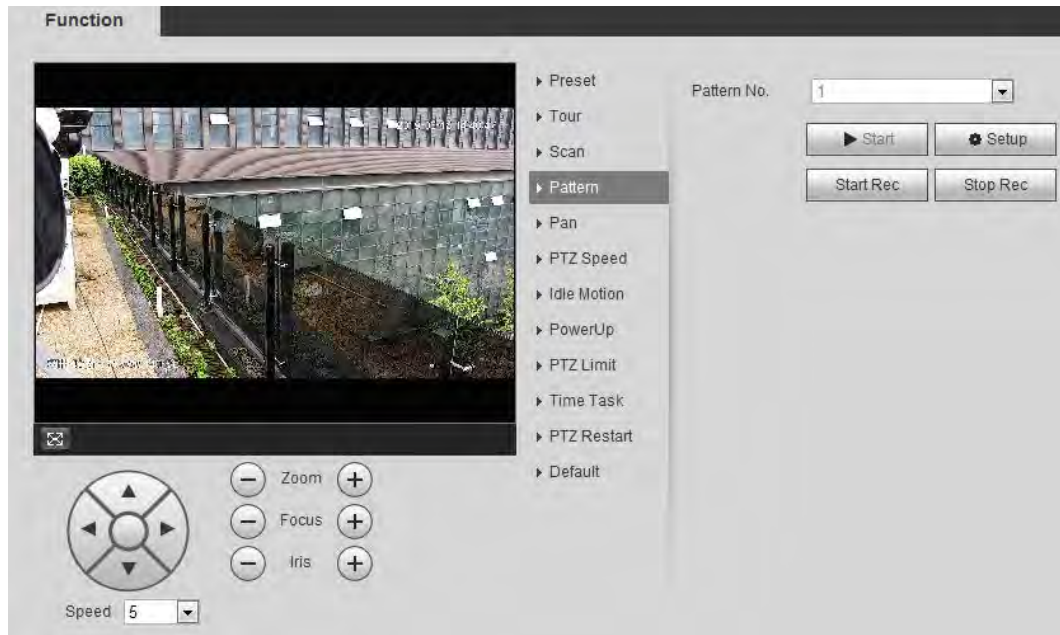 Function
Preset
Tour
Scan
Pattern
Pan
PTZ Speed
Idle Motion
PowerUp
PTZ Limit
Time Task
PTZ Restart
Default
Pattern No. 1
Start Setup
Start Rec Stop Rec
Zoom
Focus
Iris
Speed 5